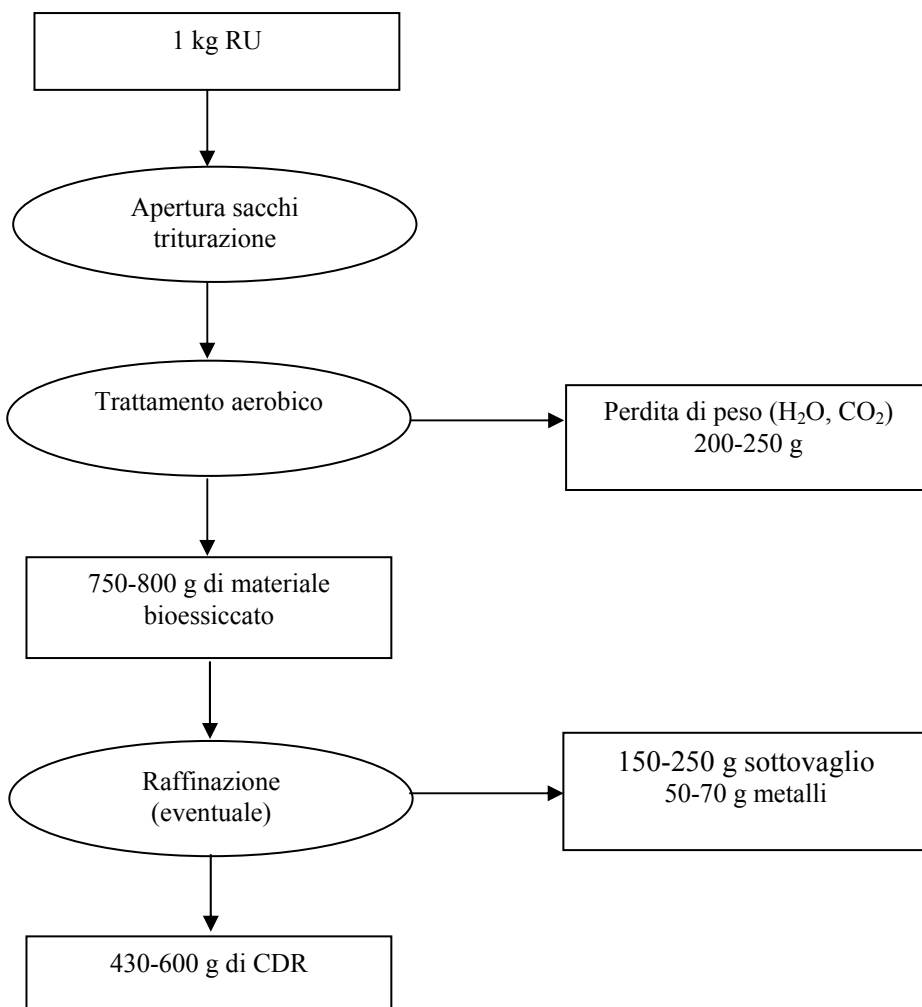 1 kg RU
Apertura sacchi
triturazione
Trattamento aerobico
Perdita di peso (H₂O, CO₂)
200-250 g
750-800 g di materiale
bioessiccato
Raffinazione
(eventuale)
150-250 g sottovaglio
50-70 g metalli
430-600 g di CDR